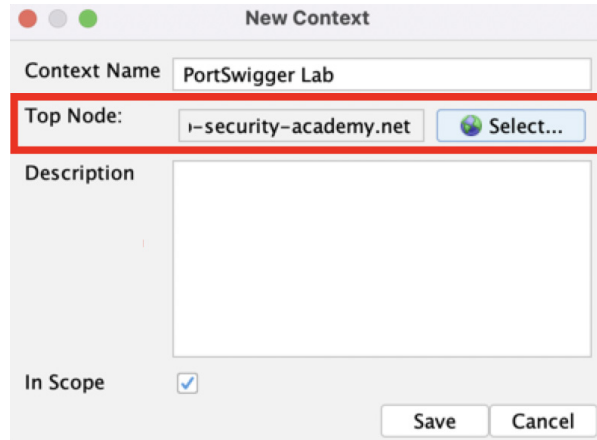 New Context
Context Name PortSwigger Lab
Top Node: -security-academy.net Select...
Description
In Scope
Save Cancel